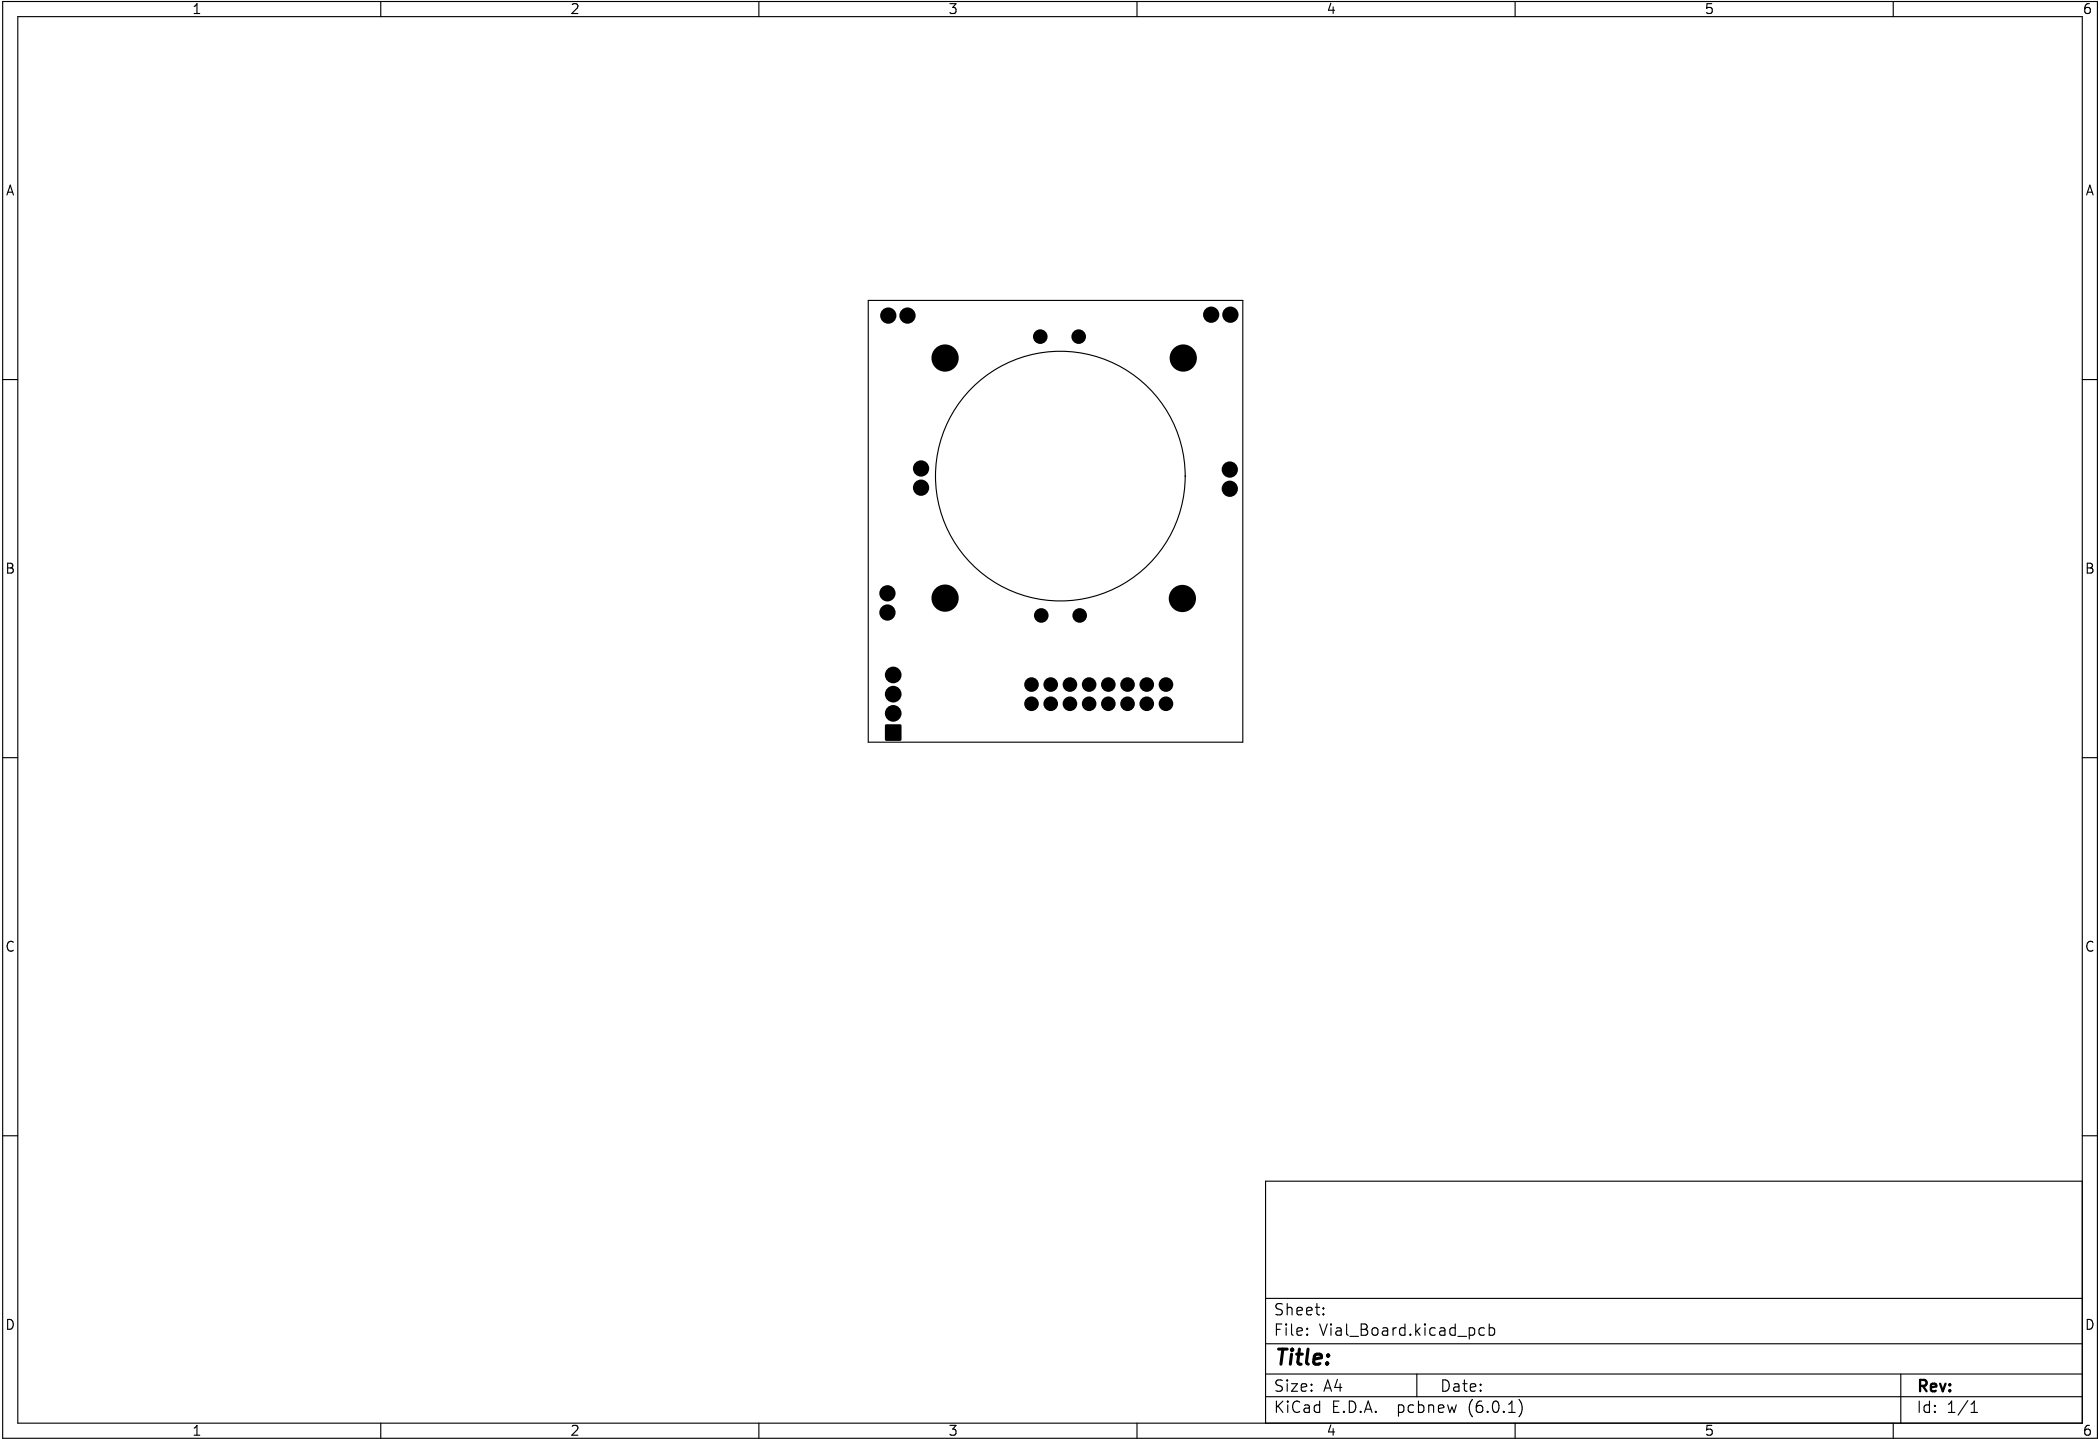 1 2 3 4 5 6
A A
B B
C C
Sheet:
File: Vial_Board.kicad_pcb
D D
Title:
Size: A4 Date: Rev:
KiCad E.D.A. pcbnew (6.0.1) Id: 1/1
1 2 3 4 5 6